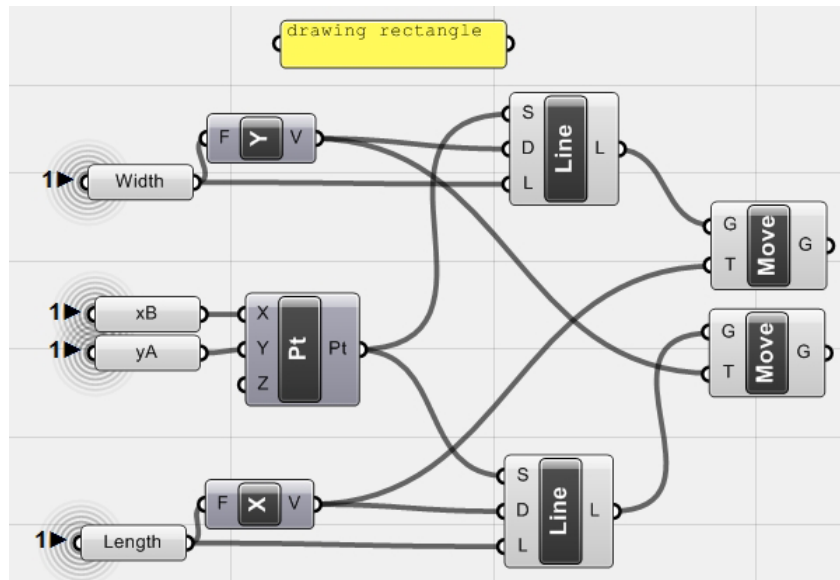 drawing rectangle
F Y V
1 Width
S
D Line L
L
G
T Move G
1 xB
1 yA
X
Y Pt Pt
Z
G
T Move G
F X V
1 Length
S
D Line L
L